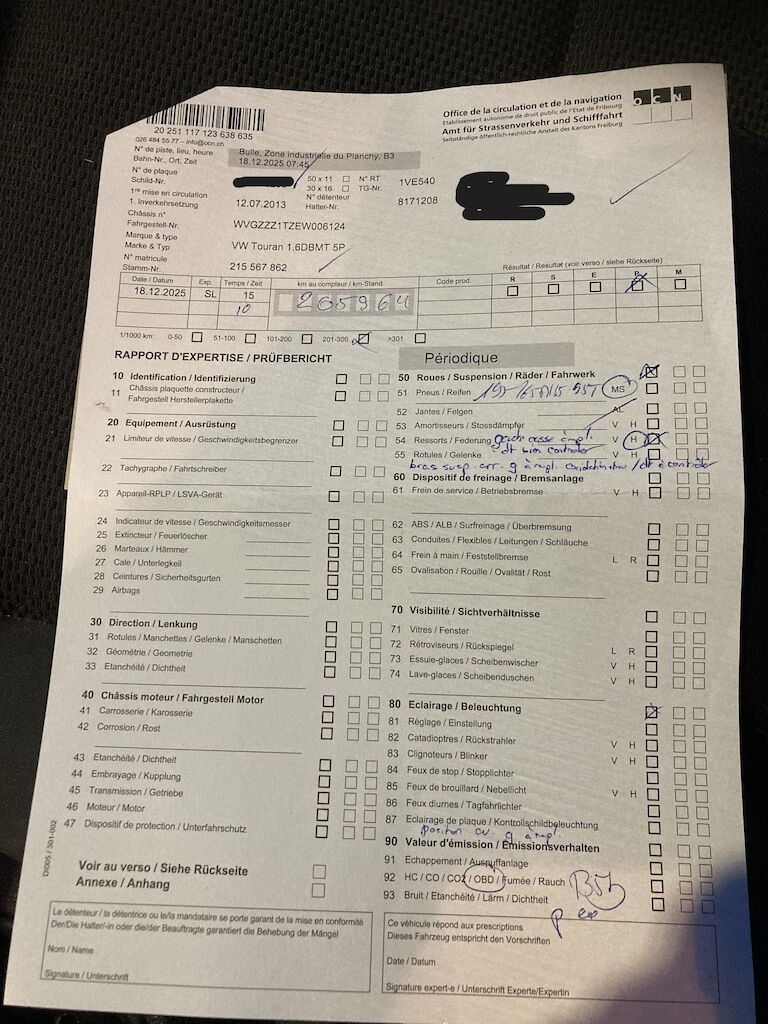 20 251 117 123 638 635
026 484 55 77 – info@ocn.ch
N° de piste, lieu, heure
Bahn-Nr., Ort, Zeit
Bulle, Zone industrielle du Planchy, B3
18.12.2025 07:45
Office de la circulation et de la navigation
Etablissement autonome de droit public de l'Etat de Fribourg
Amt für Strassenverkehr und Schifffahrt
Selbständige öffentlich-rechtliche Anstalt des Kantons Freiburg
OCN
N° de plaque
Schild-Nr.
50 x 11
30 x 16
N° RT
TG-Nr.
1VE540
1re mise en circulation
1. Inverkehrsetzung
12.07.2013
N° détenteur
Halter-Nr.
8171208
Châssis n°
Fahrgestell-Nr.
WVGZZZ1TZEW006124
Marque & type
Marke & Typ
VW Touran 1.6DBMT 5P
N° matricule
Stamm-Nr.
215 567 862
Résultat / Resultat (voir verso / siehe Rückseite)
Date / Datum Exp. Temps / Zeit km au compteur / km-Stand Code prod. R S E P M
18.12.2025 SL 15 265964
10
1/1000 km: 0-50 51-100 101-200 201-300 >301
RAPPORT D'EXPERTISE / PRÜFBERICHT
Périodique
10 Identification / Identifizierung
11 Châssis plaquette constructeur /
Fahrgestell Herstellerplakette
20 Equipement / Ausrüstung
21 Limiteur de vitesse / Geschwindigkeitsbegrenzer
22 Tachygraphe / Fahrtschreiber
23 Appareil-RPLP / LSVA-Gerät
24 Indicateur de vitesse / Geschwindigkeitsmesser
25 Extincteur / Feuerlöscher
26 Marteaux / Hämmer
27 Cale / Unterlegkeil
28 Ceintures / Sicherheitsgurten
29 Airbags
30 Direction / Lenkung
31 Rotules / Manchettes / Gelenke / Manschetten
32 Géométrie / Geometrie
33 Etanchéité / Dichtheit
40 Châssis moteur / Fahrgestell Motor
41 Carrosserie / Karosserie
42 Corrosion / Rost
43 Etanchéité / Dichtheit
44 Embrayage / Kupplung
45 Transmission / Getriebe
46 Moteur / Motor
47 Dispositif de protection / Unterfahrschutz
50 Roues / Suspension / Räder / Fahrwerk
51 Pneus / Reifen MS
52 Jantes / Felgen AL
53 Amortisseurs / Stossdämpfer V H
54 Ressorts / Federung V H
55 Rotules / Gelenke V H
60 Dispositif de freinage / Bremsanlage
61 Frein de service / Betriebsbremse V H
62 ABS / ALB / Surfreinage / Überbremsung
63 Conduites / Flexibles / Leitungen / Schläuche
64 Frein à main / Feststellbremse L R
65 Ovalisation / Rouille / Ovalität / Rost
70 Visibilité / Sichtverhältnisse
71 Vitres / Fenster
72 Rétroviseurs / Rückspiegel L R
73 Essuie-glaces / Scheibenwischer V H
74 Lave-glaces / Scheibenduschen V H
80 Eclairage / Beleuchtung
81 Réglage / Einstellung
82 Catadioptres / Rückstrahler V H
83 Clignoteurs / Blinker V H
84 Feux de stop / Stopplichter
85 Feux de brouillard / Nebellicht V H
86 Feux diurnes / Tagfahrlichter
87 Eclairage de plaque / Kontrollschildbeleuchtung
position av. g à mpl.
90 Valeur d'émission / Emissionsverhalten
91 Echappement / Auspuffanlage
92 HC / CO / CO2 / OBD / Fumée / Rauch B5b
93 Bruit / Etanchéité / Lärm / Dichtheit
Voir au verso / Siehe Rückseite
Annexe / Anhang
DI005 / 301-002
Le détenteur / la détentrice ou le/la mandataire se porte garant de la mise en conformité
Der/Die Halter/-in oder die/der Beauftragte garantiert die Behebung der Mängel
Nom / Name
Signature / Unterschrift
Ce véhicule répond aux prescriptions
Dieses Fahrzeug entspricht den Vorschriften
Date / Datum
Signature expert-e / Unterschrift Experte/Expertin